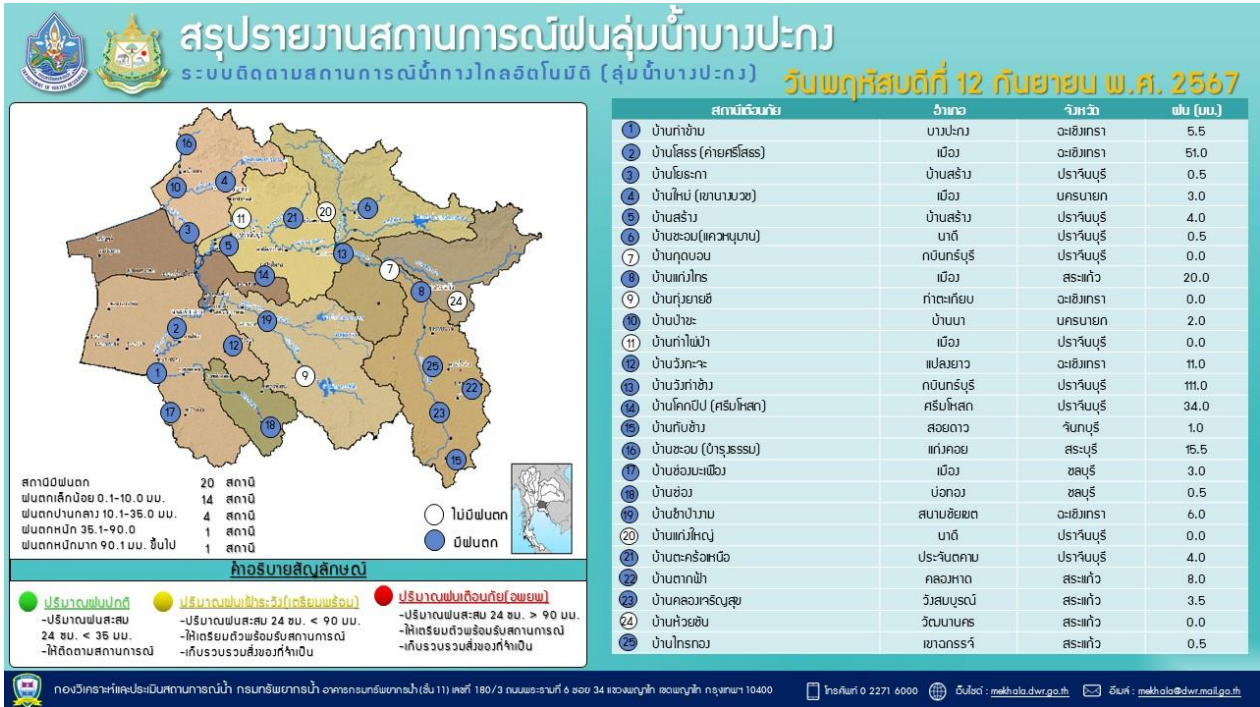 สรุปรายงานสถานการณ์ฝนลุ่มน้ำบางปะกง
ระบบติดตามสถานการณ์น้ำทางไกลอัตโนมัติ (ลุ่มน้ำบางปะกง)
วันพฤหัสบดีที่ 12 กันยายน พ.ศ. 2567
16
4
10
6
20
11
21
3
5
13
7
14
8
24
19
2
12
25
1
9
22
17
23
18
15
สถานีมีฝนตก 20 สถานี
ฝนตกเล็กน้อย 0.1-10.0 มม. 14 สถานี
ฝนตกปานกลาง 10.1-35.0 มม. 4 สถานี
ฝนตกหนัก 35.1-90.0 1 สถานี
ฝนตกหนักมาก 90.1 มม. ขึ้นไป 1 สถานี
ไม่มีฝนตก
มีฝนตก
คำอธิบายสัญลักษณ์
ปริมาณฝนปกติ
-ปริมาณฝนสะสม
24 ชม. < 35 มม.
-ให้ติดตามสถานการณ์
ปริมาณฝนเฝ้าระวัง(เตรียมพร้อม)
-ปริมาณฝนสะสม 24 ชม. < 90 มม.
-ให้เตรียมตัวพร้อมรับสถานการณ์
-เก็บรวบรวมสิ่งของที่จำเป็น
ปริมาณฝนเตือนภัย(อพยพ)
-ปริมาณฝนสะสม 24 ชม. > 90 มม.
-ให้เตรียมตัวพร้อมรับสถานการณ์
-เก็บรวบรวมสิ่งของที่จำเป็น
สถานีเตือนภัย อำเภอ จังหวัด ฝน (มม.)
1 บ้านท่าข้าม บางปะกง ฉะเชิงเทรา 5.5
2 บ้านโสธร (ค่ายศรีโสธร) เมือง ฉะเชิงเทรา 51.0
3 บ้านโยธะกา บ้านสร้าง ปราจีนบุรี 0.5
4 บ้านใหม่ (เขานางบวช) เมือง นครนายก 3.0
5 บ้านสร้าง บ้านสร้าง ปราจีนบุรี 4.0
6 บ้านชะอม(แควหนุมาน) นาดี ปราจีนบุรี 0.5
7 บ้านกุดบอน กบินทร์บุรี ปราจีนบุรี 0.0
8 บ้านแก่งไทร เมือง สระแก้ว 20.0
9 บ้านทุ่งยายชี ท่าตะเกียบ ฉะเชิงเทรา 0.0
10 บ้านป่าขะ บ้านนา นครนายก 2.0
11 บ้านท่าไผ่ป่า เมือง ปราจีนบุรี 0.0
12 บ้านวังกะจะ แปลงยาว ฉะเชิงเทรา 11.0
13 บ้านวังท่าช้าง กบินทร์บุรี ปราจีนบุรี 111.0
14 บ้านโคกปีป (ศรีมโหสถ) ศรีมโหสถ ปราจีนบุรี 34.0
15 บ้านทับช้าง สอยดาว จันทบุรี 1.0
16 บ้านชะอม (บำรุงธรรม) แก่งคอย สระบุรี 15.5
17 บ้านช่องมะเฟือง เมือง ชลบุรี 3.0
18 บ้านช่อง บ่อทอง ชลบุรี 0.5
19 บ้านชำป่างาม สนามชัยเขต ฉะเชิงเทรา 6.0
20 บ้านแก่งใหญ่ นาดี ปราจีนบุรี 0.0
21 บ้านตะคร้อเหนือ ประจันตคาม ปราจีนบุรี 4.0
22 บ้านตากฟ้า คลองหาด สระแก้ว 8.0
23 บ้านคลองเจริญสุข วังสมบูรณ์ สระแก้ว 3.5
24 บ้านห้วยชัน วัฒนานคร สระแก้ว 0.0
25 บ้านไทรทอง เขาฉกรรจ์ สระแก้ว 0.5
กองวิเคราะห์และประเมินสถานการณ์น้ำ กรมทรัพยากรน้ำ อาคารกรมทรัพยากรน้ำ (ชั้น 11) เลขที่ 180/3 ถนนพระรามที่ 6 ซอย 34 แขวงพญาไท เขตพญาไท กรุงเทพฯ 10400 โทรศัพท์ 0 2271 6000 เว็บไซต์ : mekhala.dwr.go.th อีเมล์ : mekhala@dwr.mail.go.th